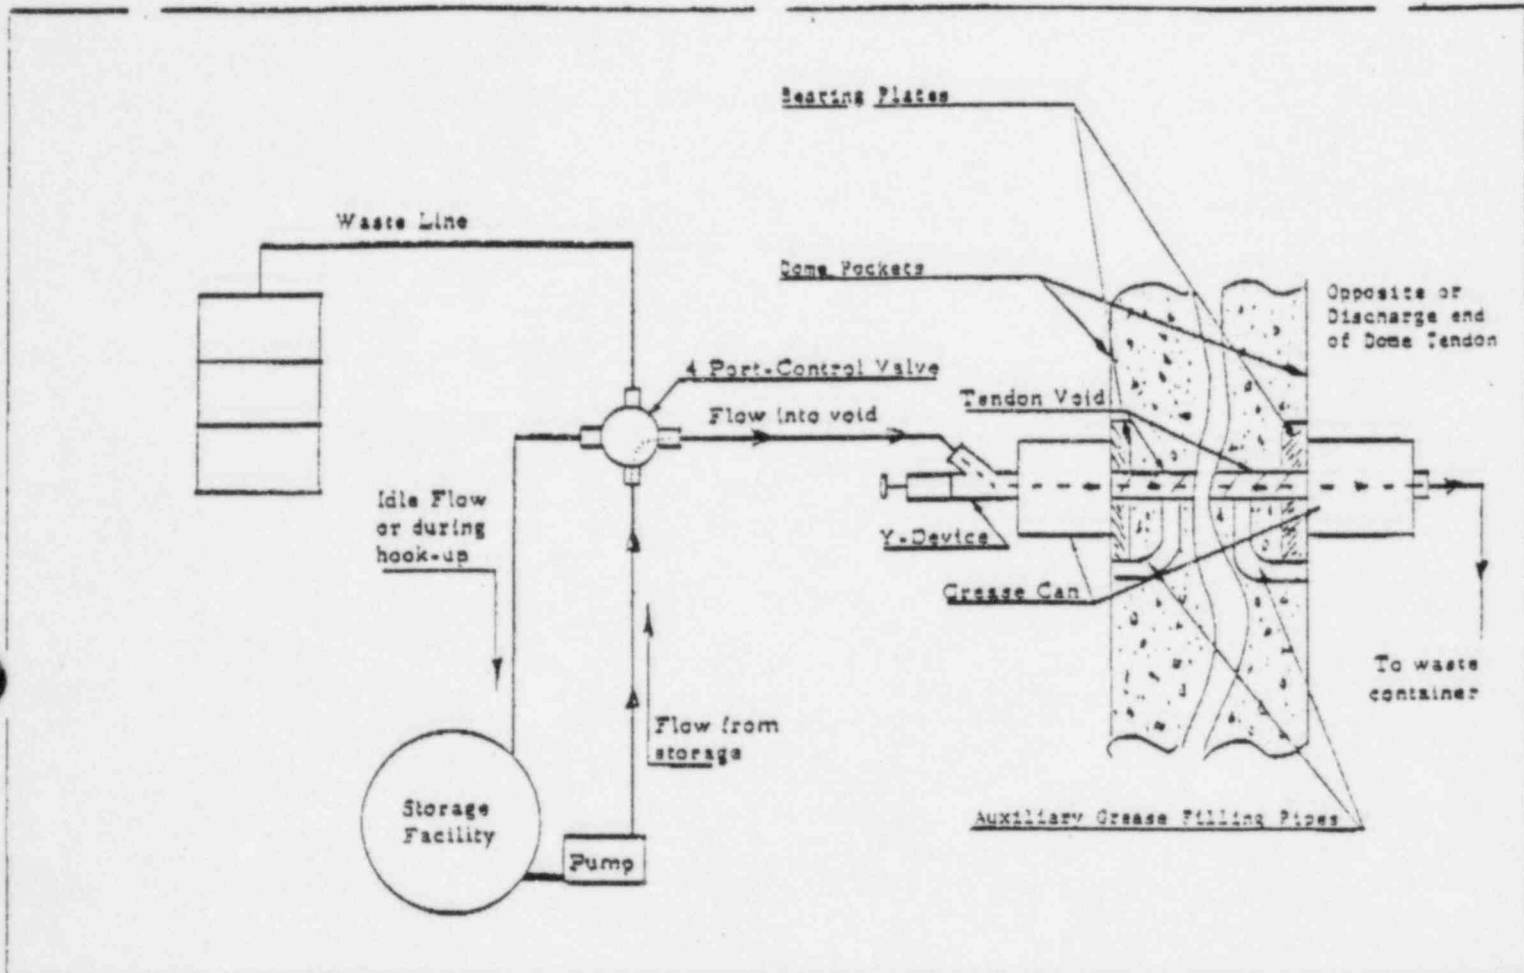 Bearing Plates
Waste Line
Dome Pockets
Opposite or
Discharge end
of Dome Tendon
4 Port-Control Valve
Tendon Void
Flow into void
Idle Flow
or during
hook-up
Y-Device
Grease Can
To waste
container
Flow from
storage
Storage
Facility
Auxiliary Grease Filling Pipes
Pump